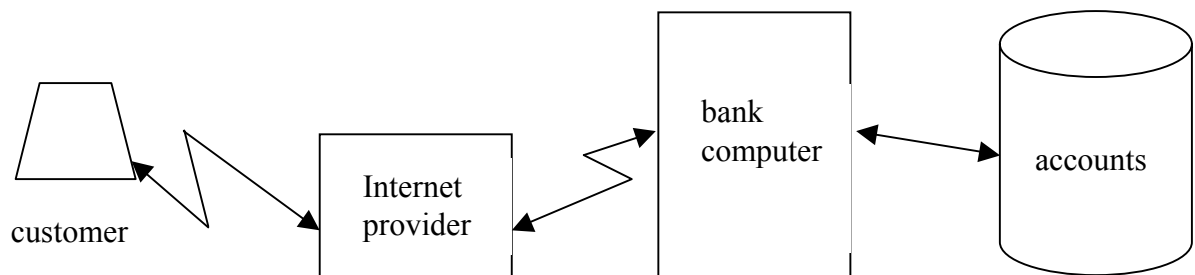 customer
Internet
provider
bank
computer
accounts